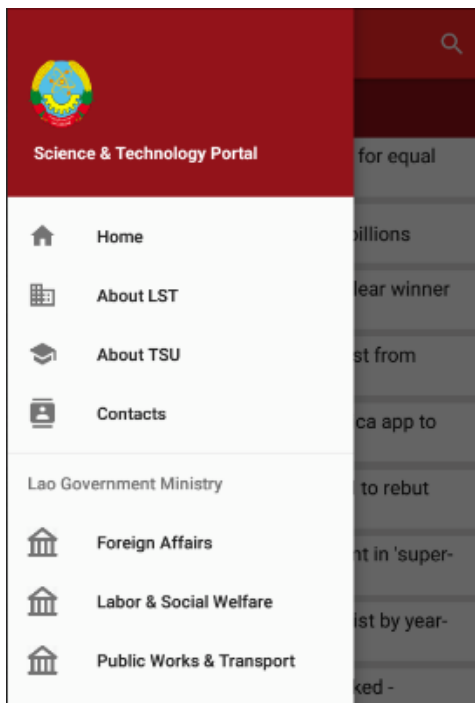 Science & Technology Portal
Home
About LST
About TSU
Contacts
Lao Government Ministry
Foreign Affairs
Labor & Social Welfare
Public Works & Transport
for equal
illions
lear winner
st from
ca app to
to rebut
nt in 'super-
ist by year-
ked -